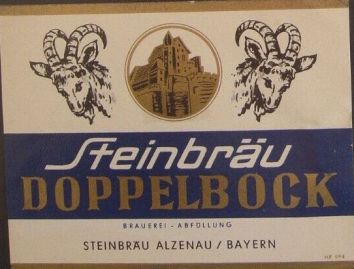 Steinbräu
DOPPELBOCK
BRAUEREI - ABFÜLLUNG
STEINBRÄU ALZENAU / BAYERN